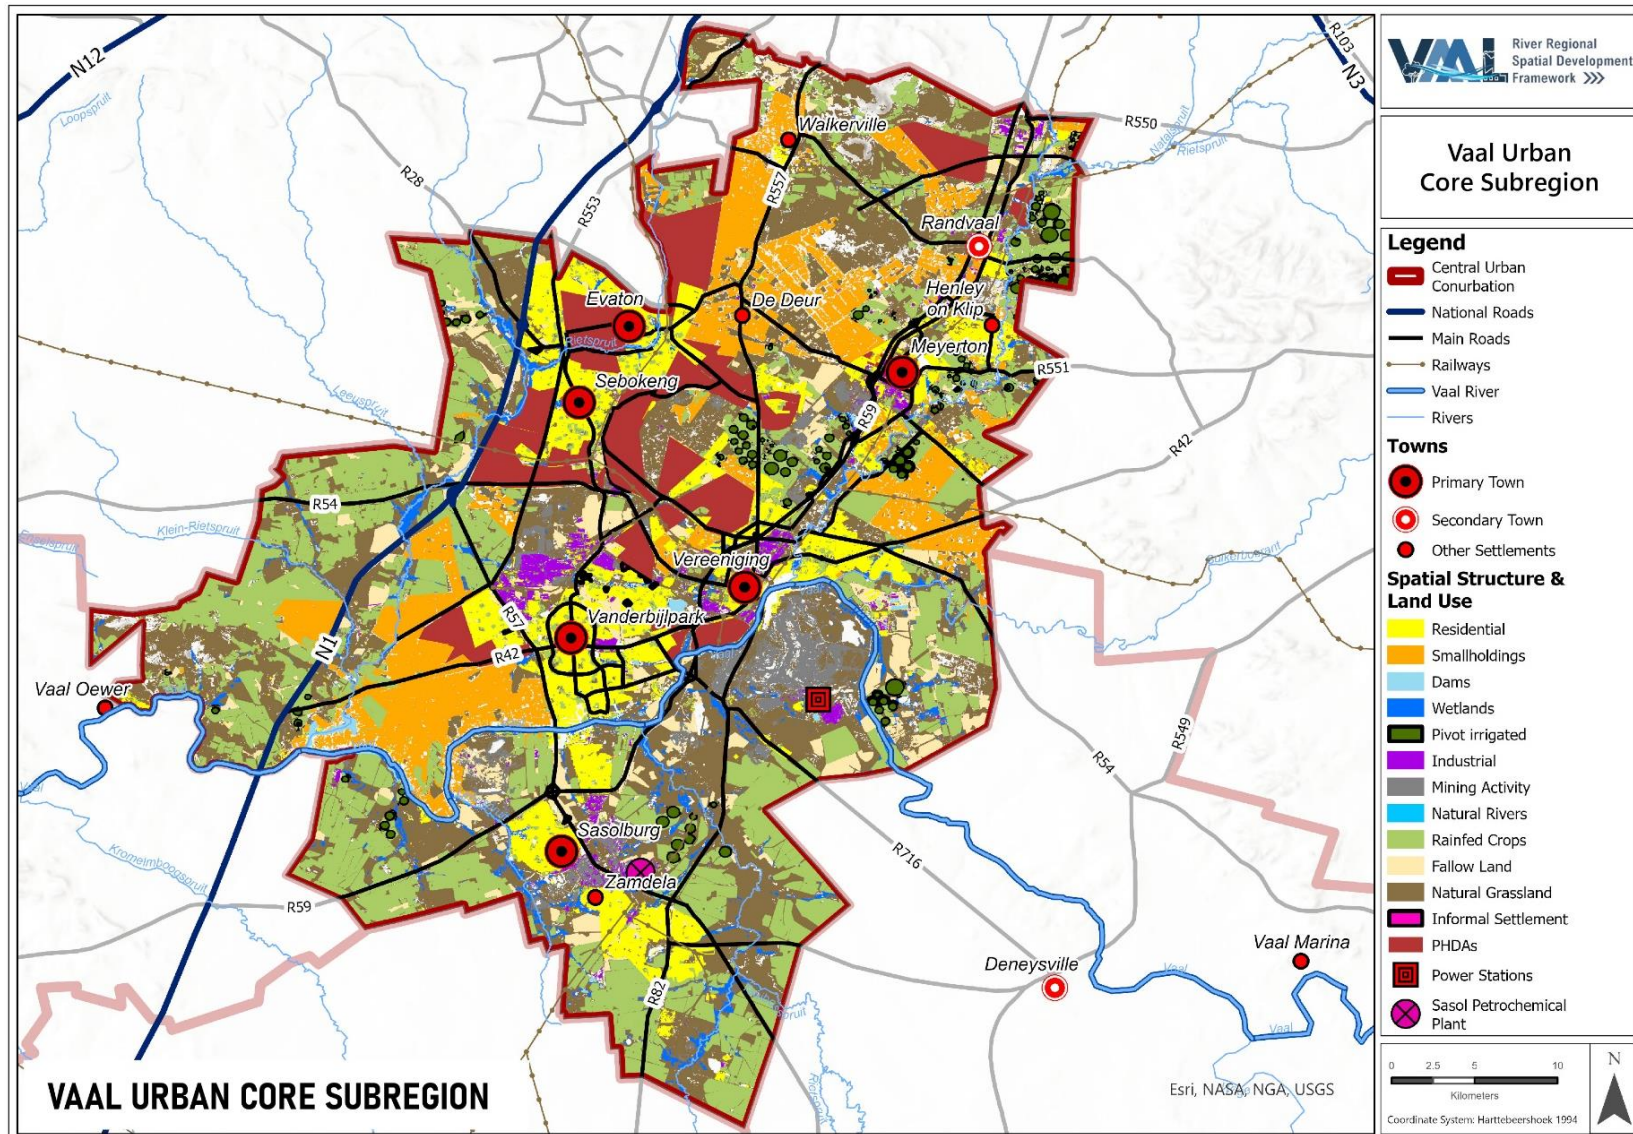 N12
N3
R103
Loopspruit
R28
R553
Walkerville
R557
R550
Natalspruit
Rietspruit
Randvaal
Evaton
De Deur
Henley
on Klip
Rietspruit
Meyerton
Sebokeng
R551
Leeuspruit
R59
R42
R54
Klein-Rietspruit
Vereeniging
R57
Vanderbijlpark
N1
R42
Vaal Oewer
R54
R549
Vaal
Sasolburg
Kromelmboogspruit
Zamdela
R716
R59
Vaal Marina
Deneysville
Vaal
R82
Vaal
VAAL URBAN CORE SUBREGION
Esri, NASA, NGA, USGS
VAAL
River Regional
Spatial Development
Framework >>>
Vaal Urban
Core Subregion
Legend
Central Urban
Conurbation
National Roads
Main Roads
Railways
Vaal River
Rivers
Towns
Primary Town
Secondary Town
Other Settlements
Spatial Structure &
Land Use
Residential
Smallholdings
Dams
Wetlands
Pivot irrigated
Industrial
Mining Activity
Natural Rivers
Rainfed Crops
Fallow Land
Natural Grassland
Informal Settlement
PHDAs
Power Stations
Sasol Petrochemical
Plant
0 2.5 5 10
Kilometers
Coordinate System: Harttebeershoek 1994
N